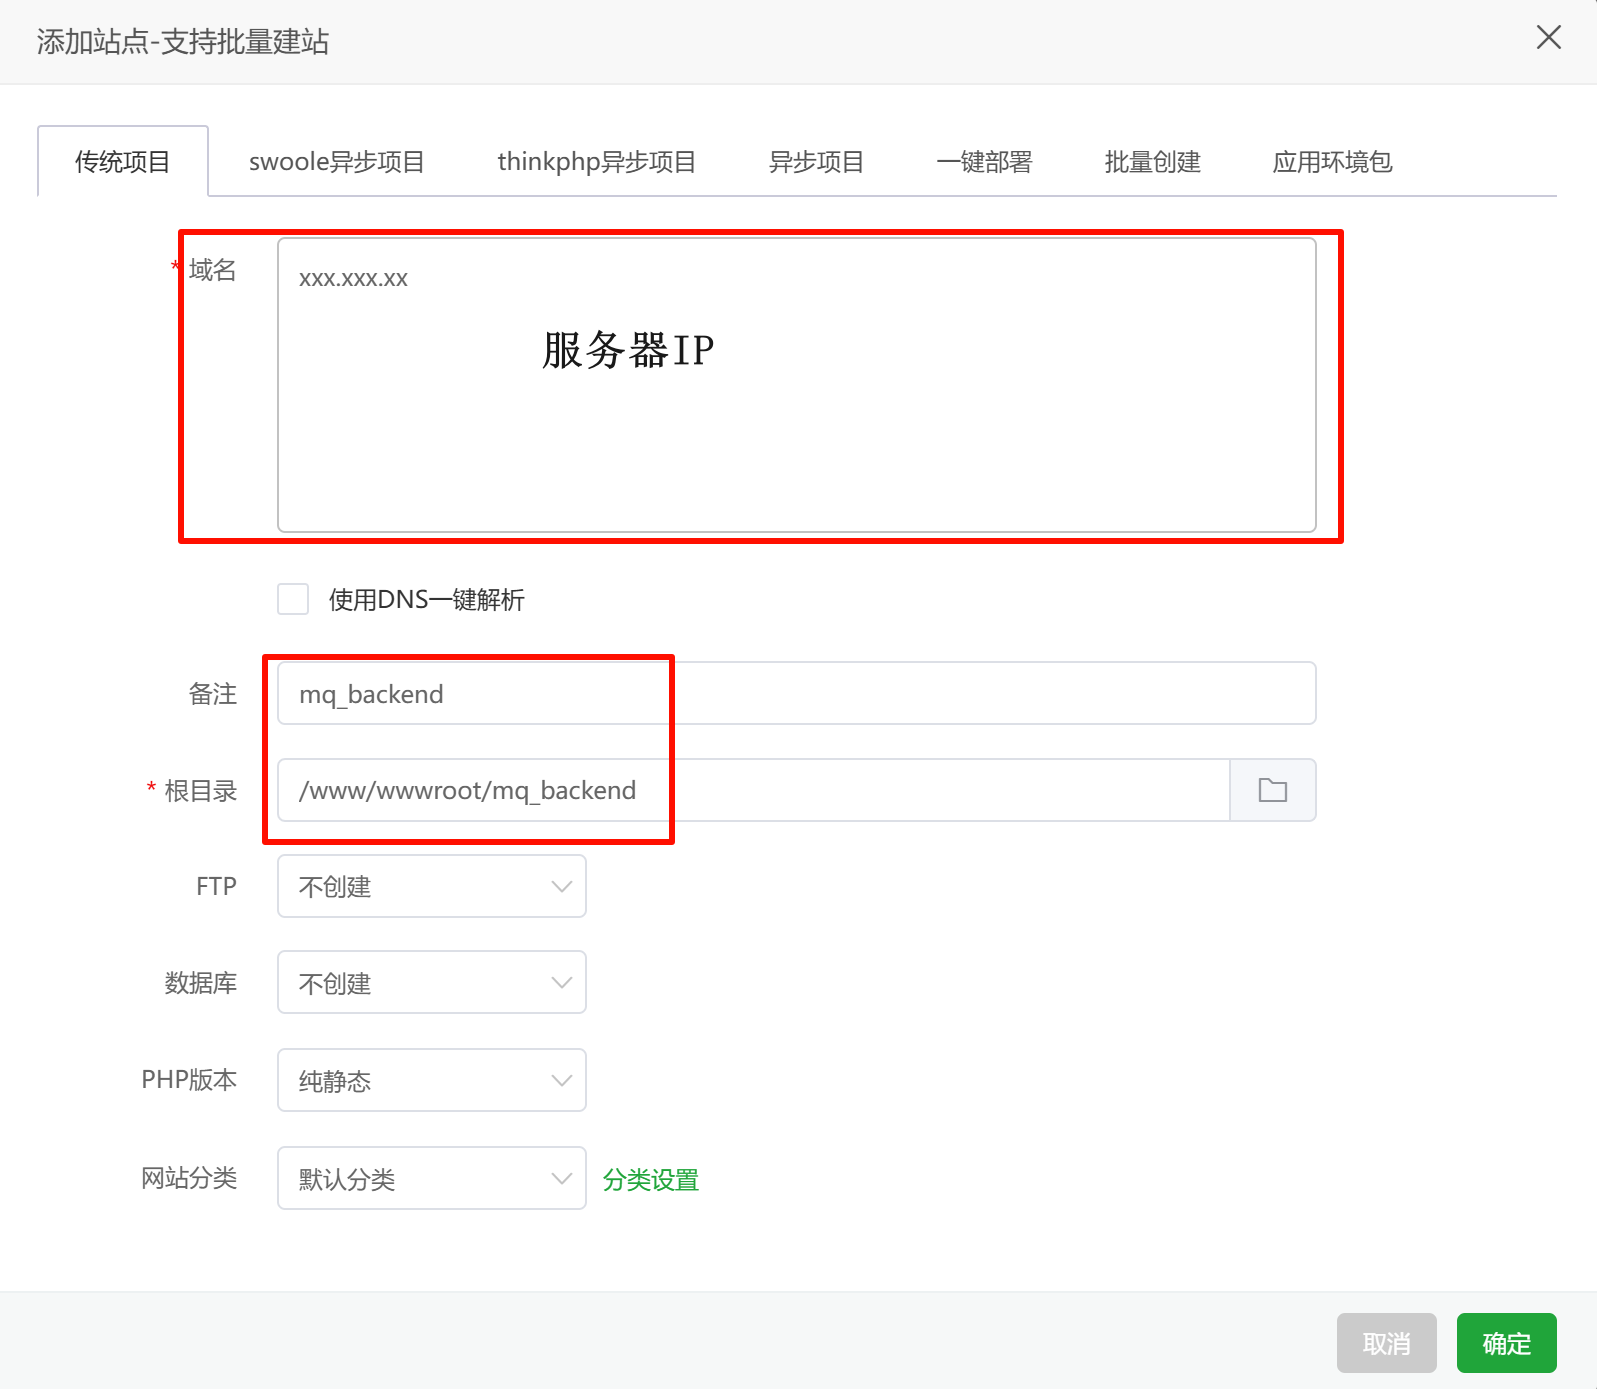 添加站点-支持批量建站
传统项目 swoole异步项目 thinkphp异步项目 异步项目 一键部署 批量创建 应用环境包
* 域名 xxx.xxx.xx
服务器IP
使用DNS一键解析
备注 mq_backend
* 根目录 /www/wwwroot/mq_backend
FTP 不创建
数据库 不创建
PHP版本 纯静态
网站分类 默认分类 分类设置
取消 确定